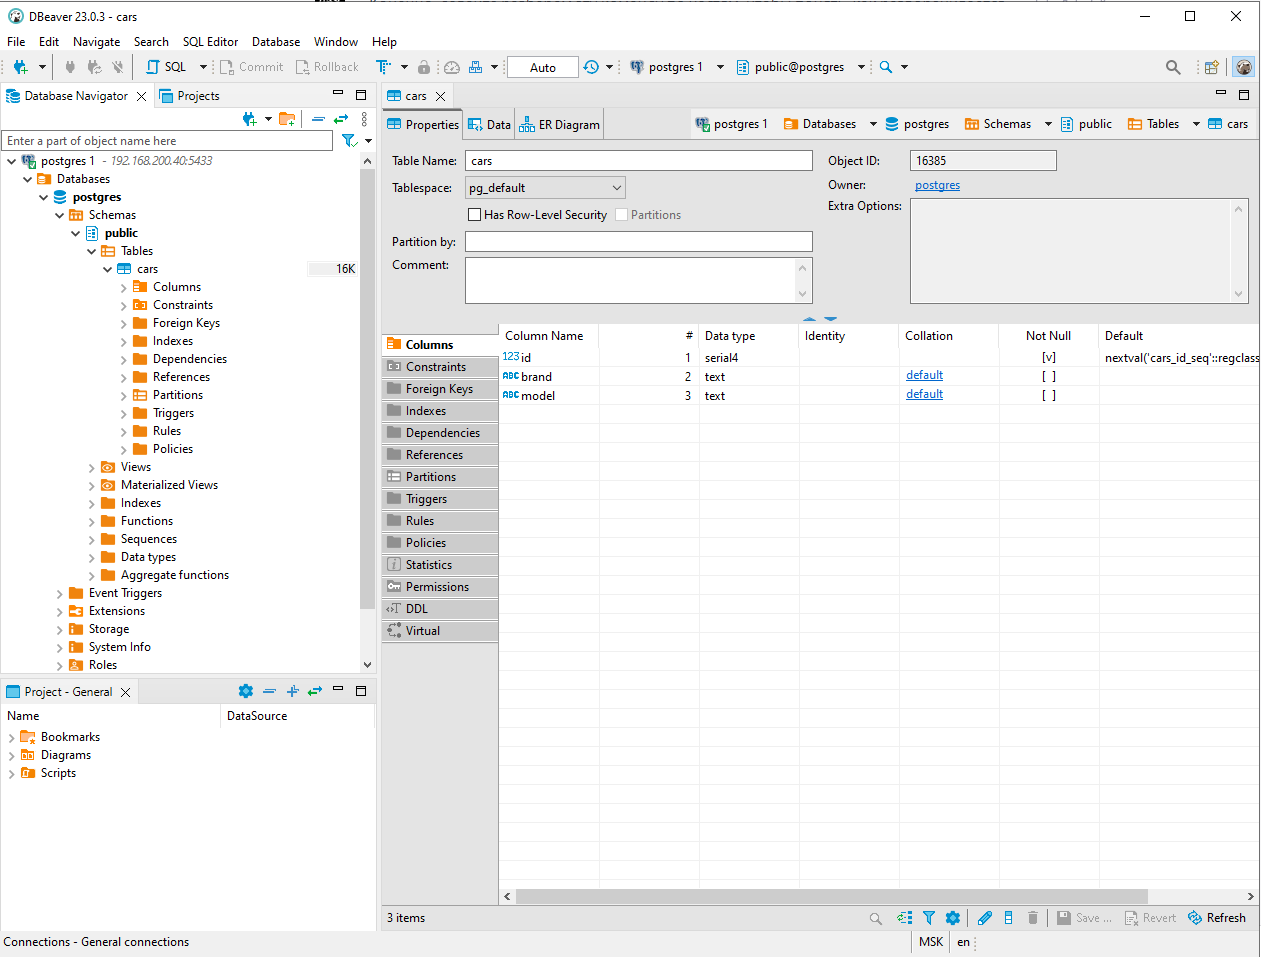 DBeaver 23.0.3 - cars
File Edit Navigate Search SQL Editor Database Window Help
SQL Commit Rollback Auto postgres 1 public@postgres
Database Navigator Projects
Enter a part of object name here
postgres 1 - 192.168.200.40:5433
Databases
postgres
Schemas
public
Tables
cars 16K
Columns
Constraints
Foreign Keys
Indexes
Dependencies
References
Partitions
Triggers
Rules
Policies
Views
Materialized Views
Indexes
Functions
Sequences
Data types
Aggregate functions
Event Triggers
Extensions
Storage
System Info
Roles
Project - General
Name DataSource
Bookmarks
Diagrams
Scripts
cars
Properties Data ER Diagram postgres 1 Databases postgres Schemas public Tables cars
Table Name: cars Object ID: 16385
Tablespace: pg_default Owner: postgres
Has Row-Level Security Partitions Extra Options:
Partition by:
Comment:
Columns
Constraints
Foreign Keys
Indexes
Dependencies
References
Partitions
Triggers
Rules
Policies
Statistics
Permissions
DDL
Virtual
Column Name # Data type Identity Collation Not Null Default
123 id 1 serial4 [v] nextval('cars_id_seq'::regclass
ABC brand 2 text default [ ]
ABC model 3 text default [ ]
3 items Save ... Revert Refresh
Connections - General connections MSK en